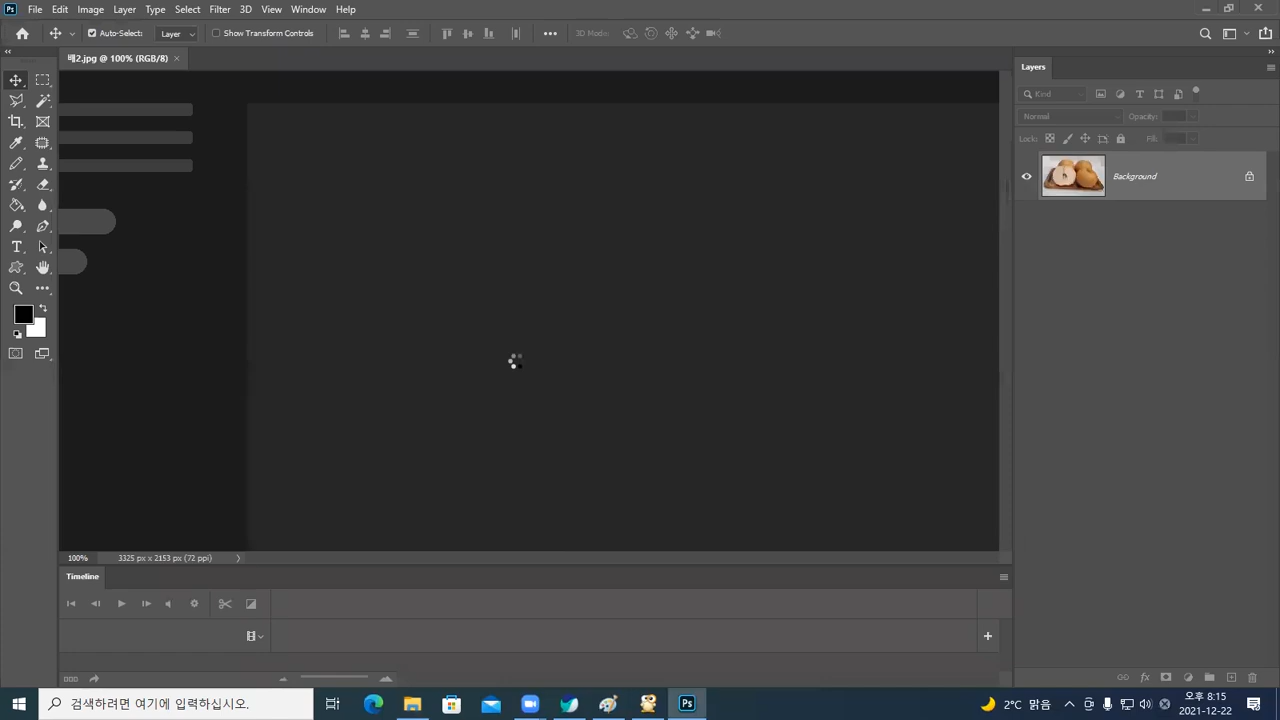 Ps File Edit Image Layer Type Select Filter 3D View Window Help
Auto-Select: Layer Show Transform Controls 3D Mode:
배2.jpg @ 100% (RGB/8)
Layers
Kind
Normal Opacity:
Lock: Fill:
Background
100% 3325 px x 2153 px (72 ppi)
Timeline
검색하려면 여기에 입력하십시오.
Ps
2°C 맑음
오후 8:15
2021-12-22